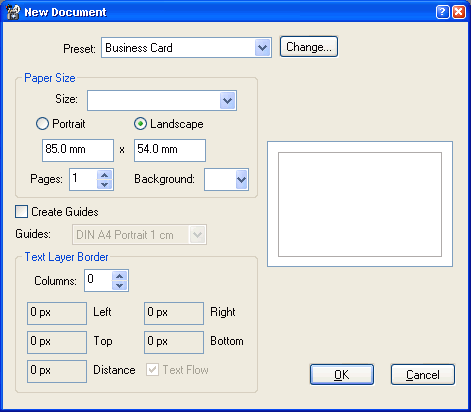 New Document
Preset: Business Card Change...
Paper Size
Size:
Portrait Landscape
85.0 mm x 54.0 mm
Pages: 1 Background:
Create Guides
Guides: DIN A4 Portrait 1 cm
Text Layer Border
Columns: 0
0 px Left 0 px Right
0 px Top 0 px Bottom
0 px Distance Text Flow
OK Cancel